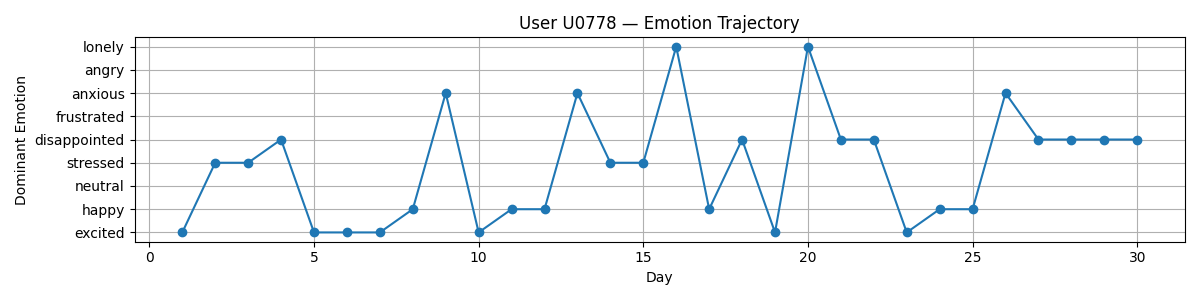 User U0778 — Emotion Trajectory
Dominant Emotion
lonely
angry
anxious
frustrated
disappointed
stressed
neutral
happy
excited
0 5 10 15 20 25 30
Day